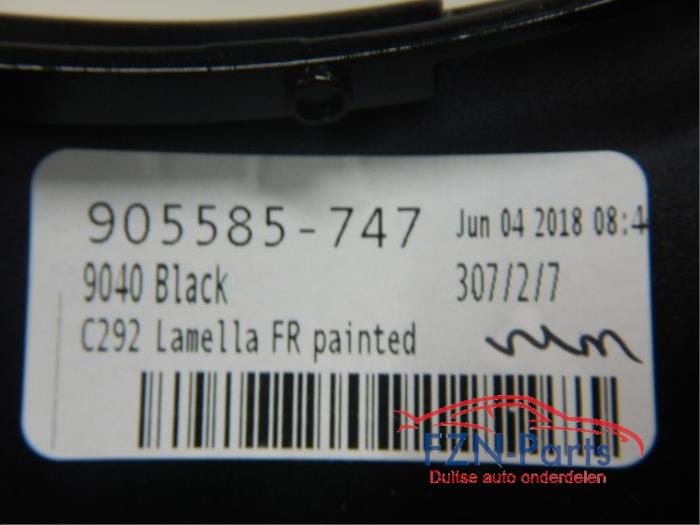 905585-747 Jun 04 2018 08:4
9040 Black 307/2/7
C292 Lamella FR painted
FZN-Parts
Duitse auto onderdelen